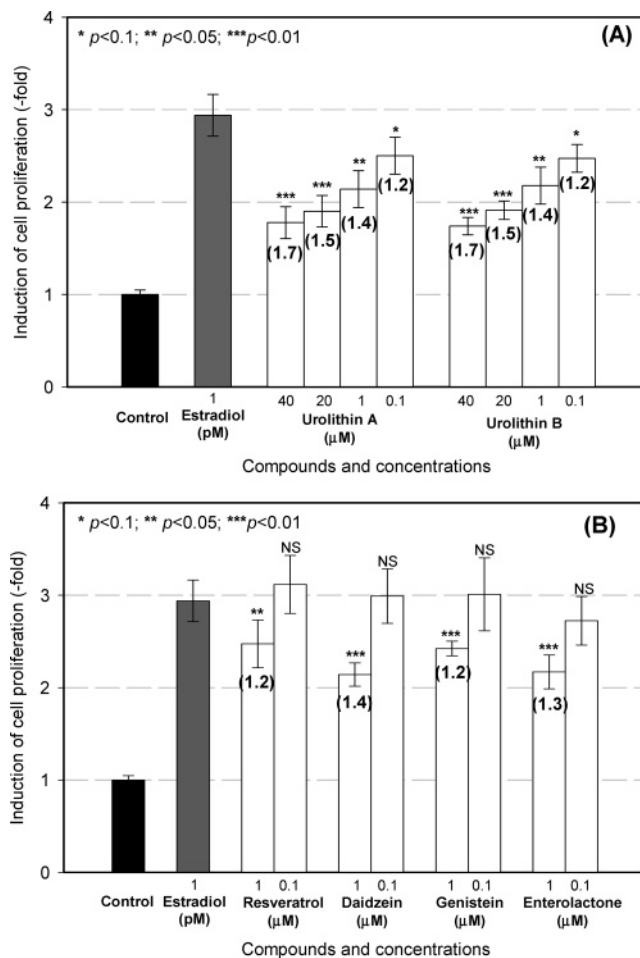 4
3
2
1
0
Induction of cell proliferation (-fold)
* p<0.1; ** p<0.05; ***p<0.01
(A)
*** *** ** *
(1.7) (1.5) (1.4) (1.2)
*** *** ** *
(1.7) (1.5) (1.4) (1.2)
1 40 20 1 0.1 40 20 1 0.1
Control Estradiol Urolithin A Urolithin B
(pM) (μM) (μM)
Compounds and concentrations
4
3
2
1
0
Induction of cell proliferation (-fold)
* p<0.1; ** p<0.05; ***p<0.01
(B)
** NS *** NS *** NS *** NS
(1.2) (1.4) (1.2) (1.3)
1 1 0.1 1 0.1 1 0.1 1 0.1
Control Estradiol Resveratrol Daidzein Genistein Enterolactone
(pM) (μM) (μM) (μM) (μM)
Compounds and concentrations